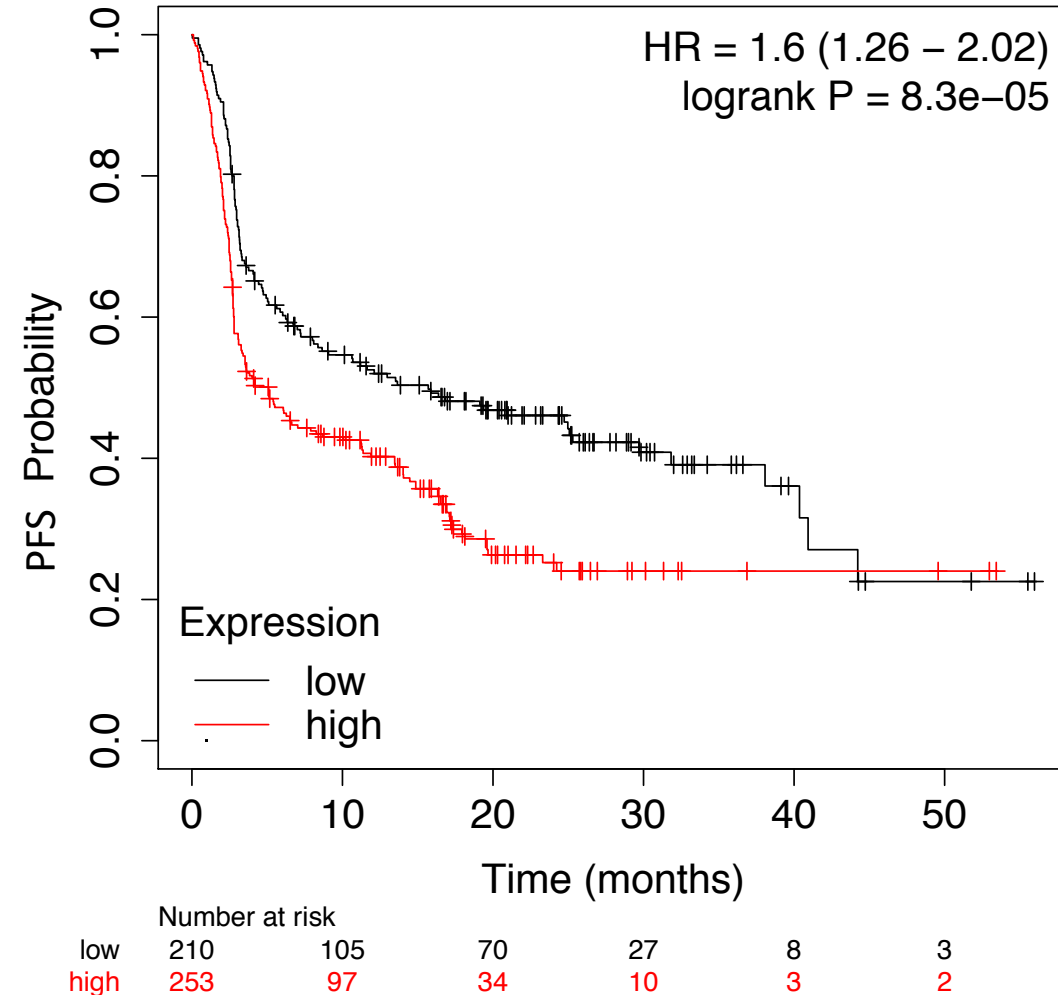 HR = 1.6 (1.26 − 2.02)
logrank P = 8.3e−05
1.0
0.8
0.6
0.4
0.2
0.0
PFS Probability
Expression
low
high
0 10 20 30 40 50
Time (months)
Number at risk
low 210 105 70 27 8 3
high 253 97 34 10 3 2